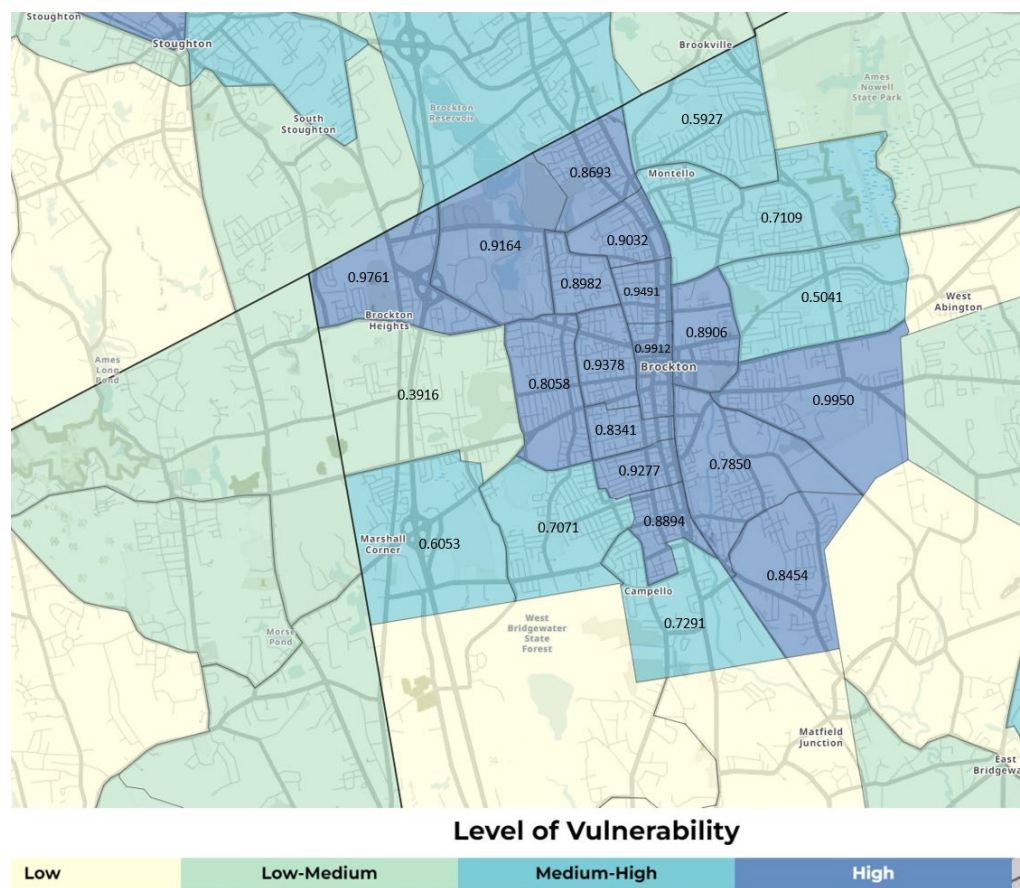 Stoughton
Stoughton
Brookville
Ames
Nowell
State Park
Brockton
Reservoir
South
Stoughton
0.5927
0.8693
Montello
0.7109
0.9164
0.9032
0.9761
0.8982
0.9491
0.5041
West
Abington
Brockton
Heights
0.8906
0.9912
Ames
Long
Pond
0.9378
Brockton
0.8058
0.3916
0.9950
0.8341
0.9277
0.7850
0.7071
0.8894
Marshall
Corner
0.6053
0.8454
Campello
0.7291
West
Bridgewater
State
Forest
Morse
Pond
Matfield
Junction
East
Bridgewa
Level of Vulnerability
Low
Low-Medium
Medium-High
High